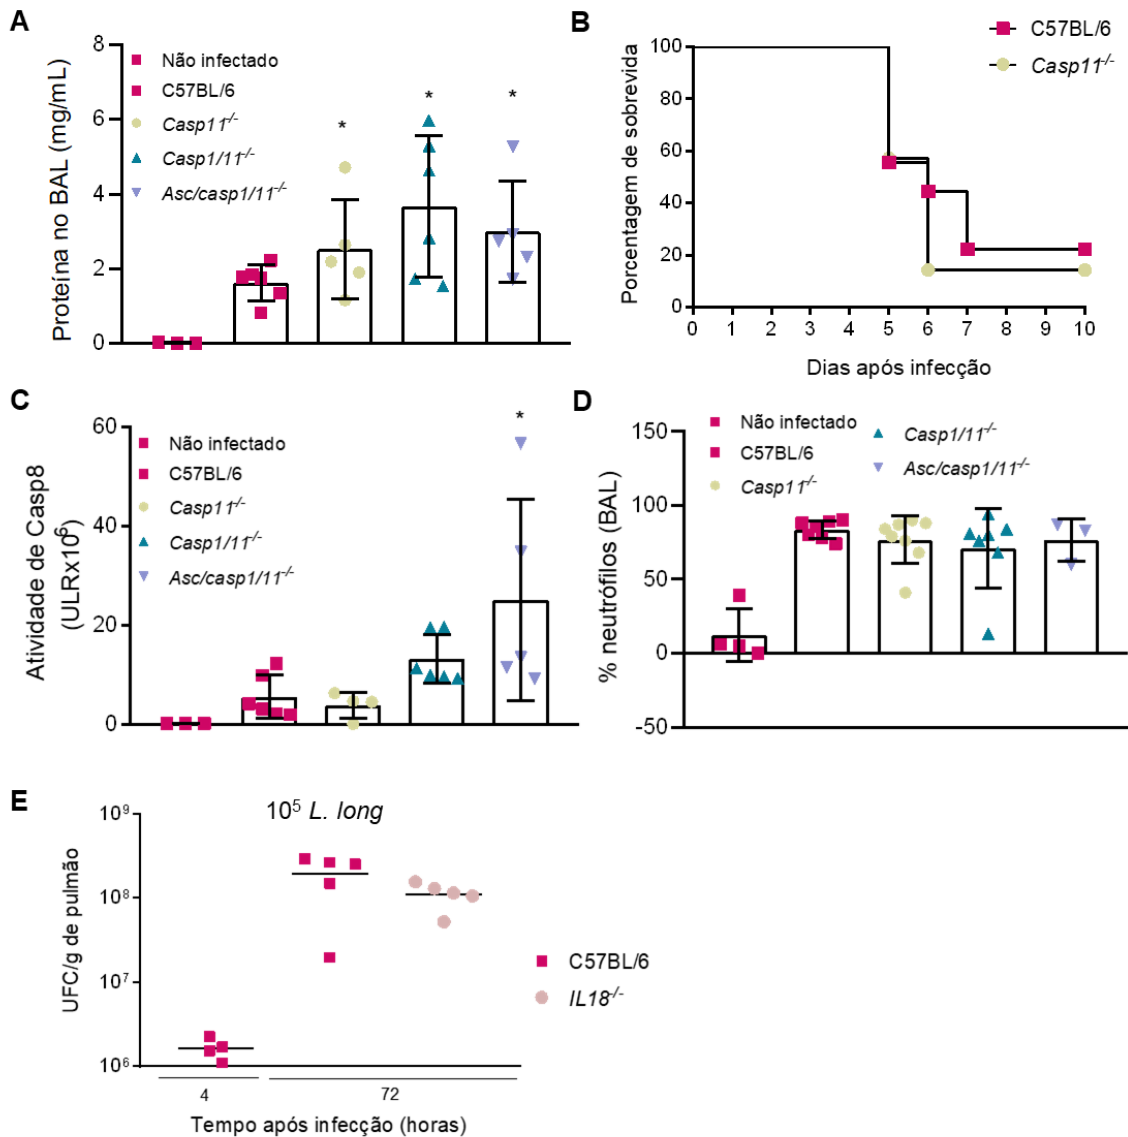 A
Proteína no BAL (mg/mL)
8
6
4
2
0
Não infectado
C57BL/6
Casp11-/-
Casp1/11-/-
Asc/casp1/11-/-
* * *
B
Porcentagem de sobrevida
100
80
60
40
20
0
0 1 2 3 4 5 6 7 8 9 10
Dias após infecção
C57BL/6
Casp11-/-
C
Atividade de Casp8
(ULRx10⁶)
60
40
20
0
Não infectado
C57BL/6
Casp11-/-
Casp1/11-/-
Asc/casp1/11-/-
*
D
% neutrófilos (BAL)
150
100
50
0
-50
Não infectado
C57BL/6
Casp11-/-
Casp1/11-/-
Asc/casp1/11-/-
E
10⁵ L. long
UFC/g de pulmão
10⁹
10⁸
10⁷
10⁶
4 72
Tempo após infecção (horas)
C57BL/6
IL18-/-